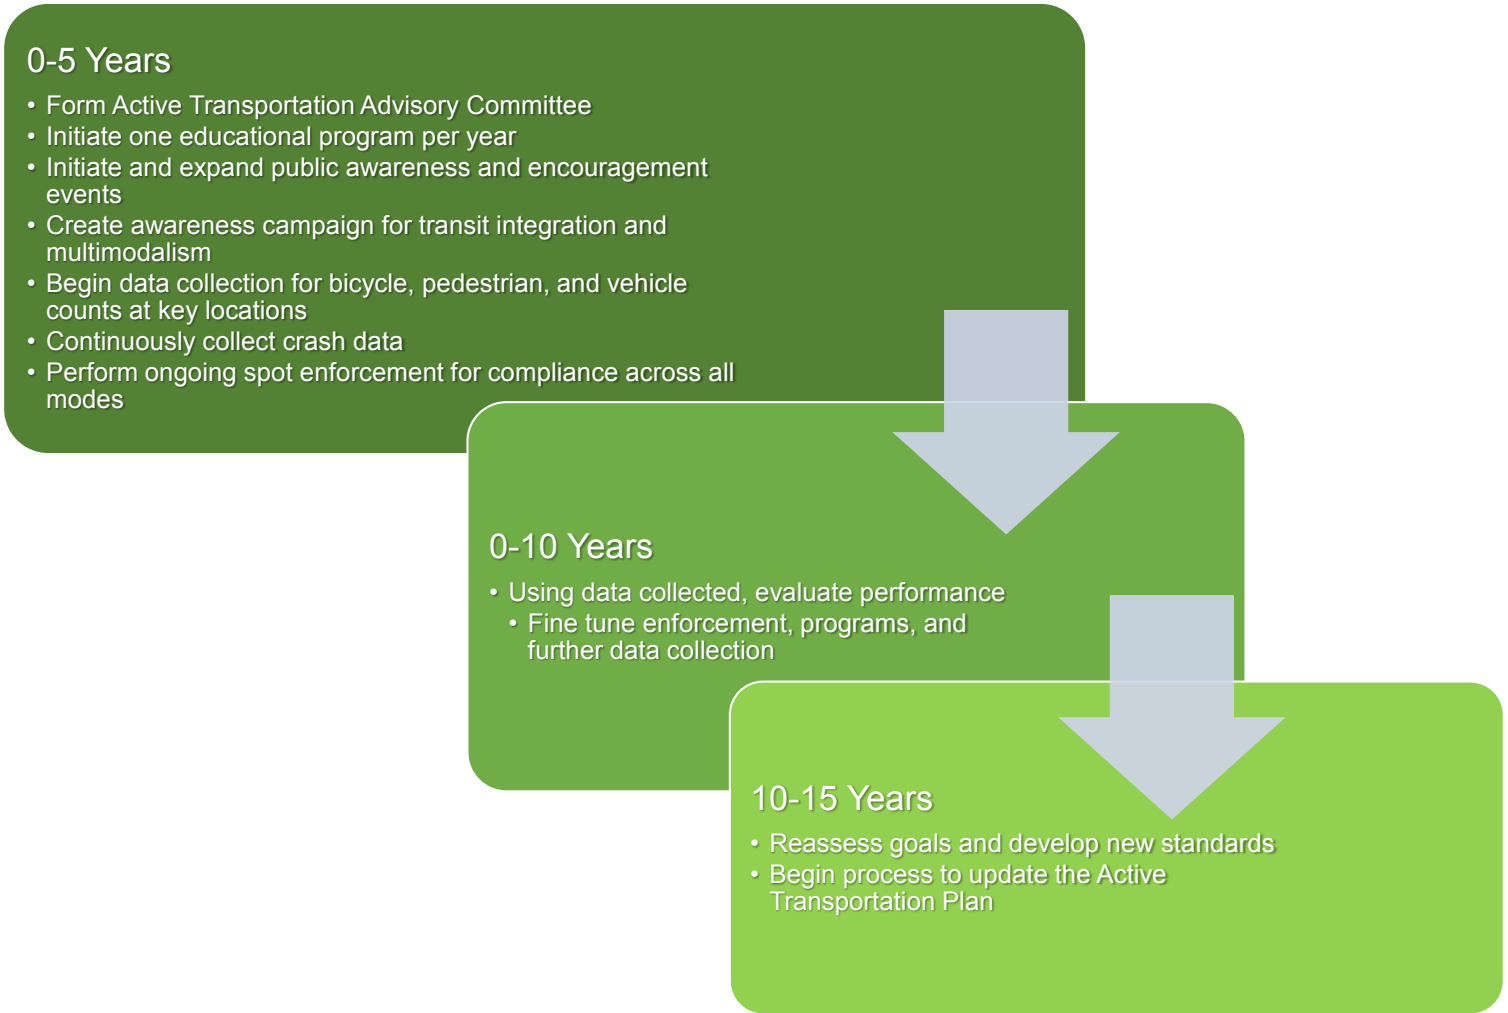 0-5 Years
• Form Active Transportation Advisory Committee
• Initiate one educational program per year
• Initiate and expand public awareness and encouragement
events
• Create awareness campaign for transit integration and
multimodalism
• Begin data collection for bicycle, pedestrian, and vehicle
counts at key locations
• Continuously collect crash data
• Perform ongoing spot enforcement for compliance across all
modes
0-10 Years
• Using data collected, evaluate performance
• Fine tune enforcement, programs, and
further data collection
10-15 Years
• Reassess goals and develop new standards
• Begin process to update the Active
Transportation Plan